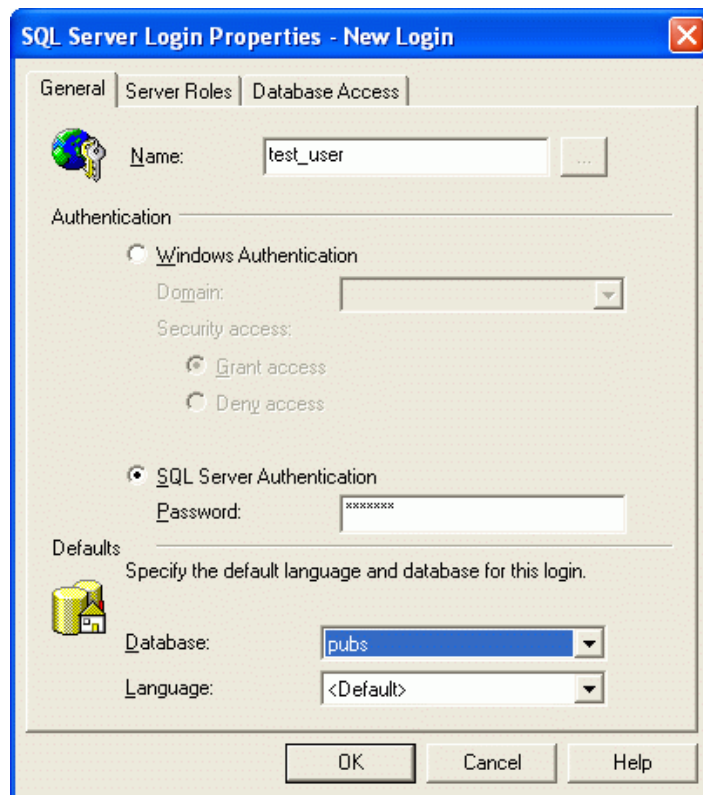 SQL Server Login Properties - New Login
General Server Roles Database Access
Name: test_user ...
Authentication
Windows Authentication
Domain:
Security access:
Grant access
Deny access
SQL Server Authentication
Password: *******
Defaults
Specify the default language and database for this login.
Database: pubs
Language: <Default>
OK Cancel Help